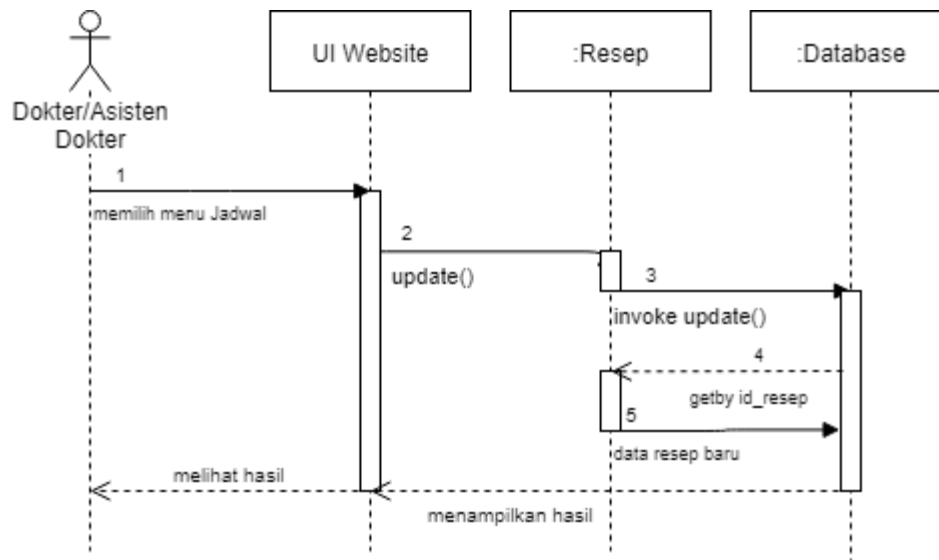 UI Website
:Resep
:Database
Dokter/Asisten
Dokter
1
memilih menu Jadwal
2
update()
3
invoke update()
4
getby id_resep
5
data resep baru
melihat hasil
menampilkan hasil